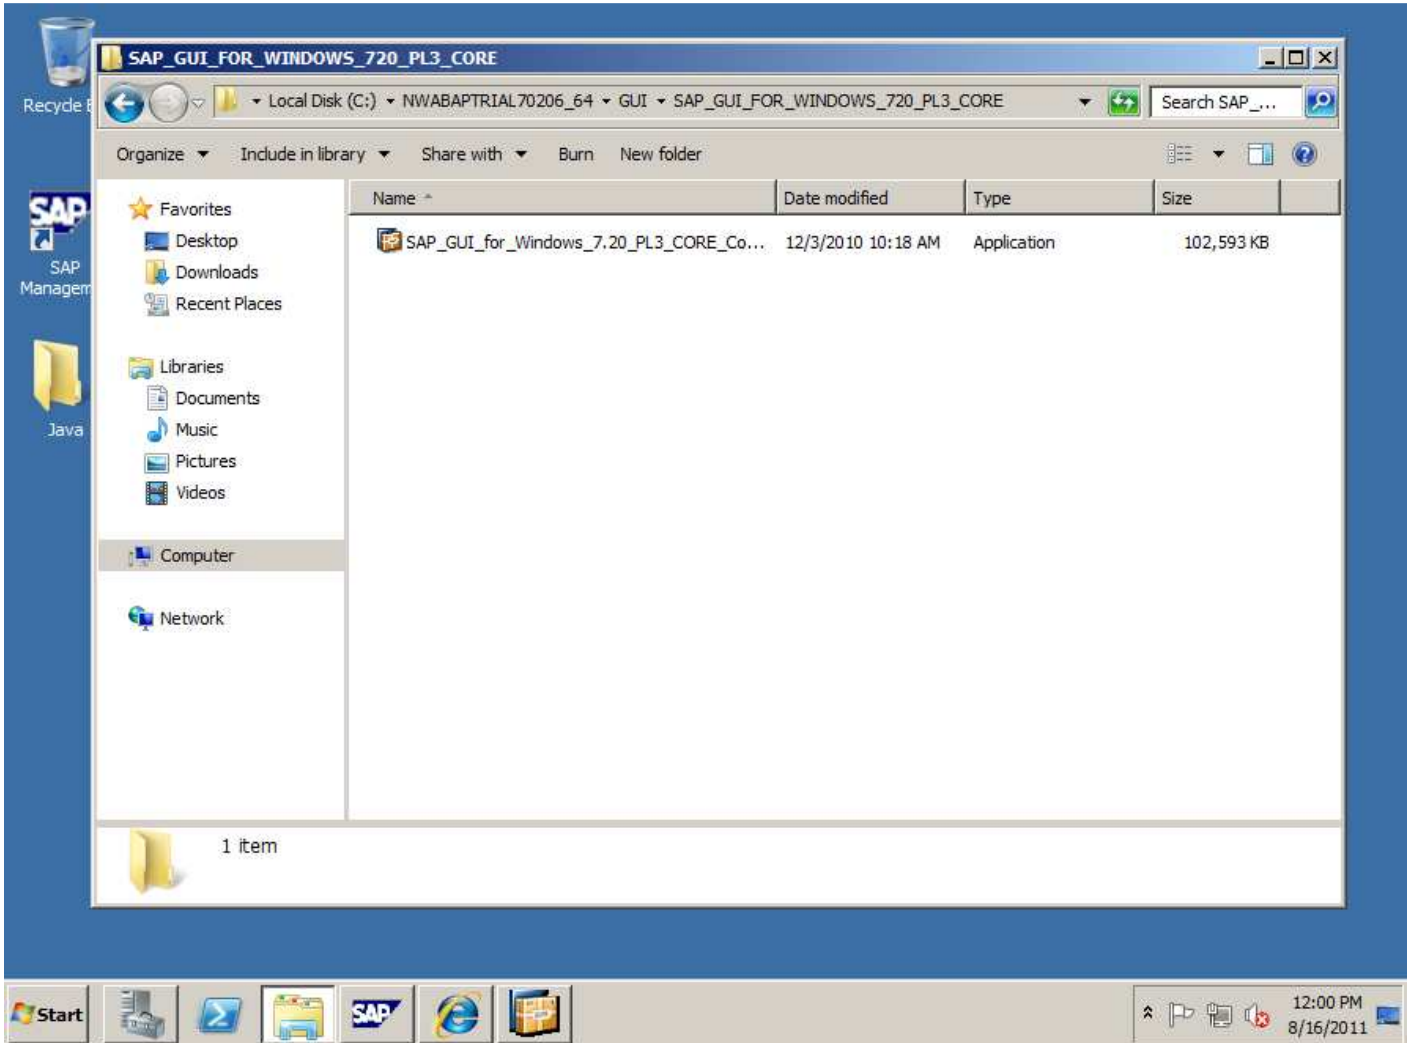 SAP_GUI_FOR_WINDOWS_720_PL3_CORE
Recycle B
Local Disk (C:) NWABAPTRIAL70206_64 GUI SAP_GUI_FOR_WINDOWS_720_PL3_CORE Search SAP_...
Organize Include in library Share with Burn New folder
Name Date modified Type Size
SAP_GUI_for_Windows_7.20_PL3_CORE_Co... 12/3/2010 10:18 AM Application 102,593 KB
Favorites
Desktop
Downloads
Recent Places
Libraries
Documents
Music
Pictures
Videos
Computer
Network
SAP
SAP
Managem
Java
1 item
Start
SAP
12:00 PM
8/16/2011